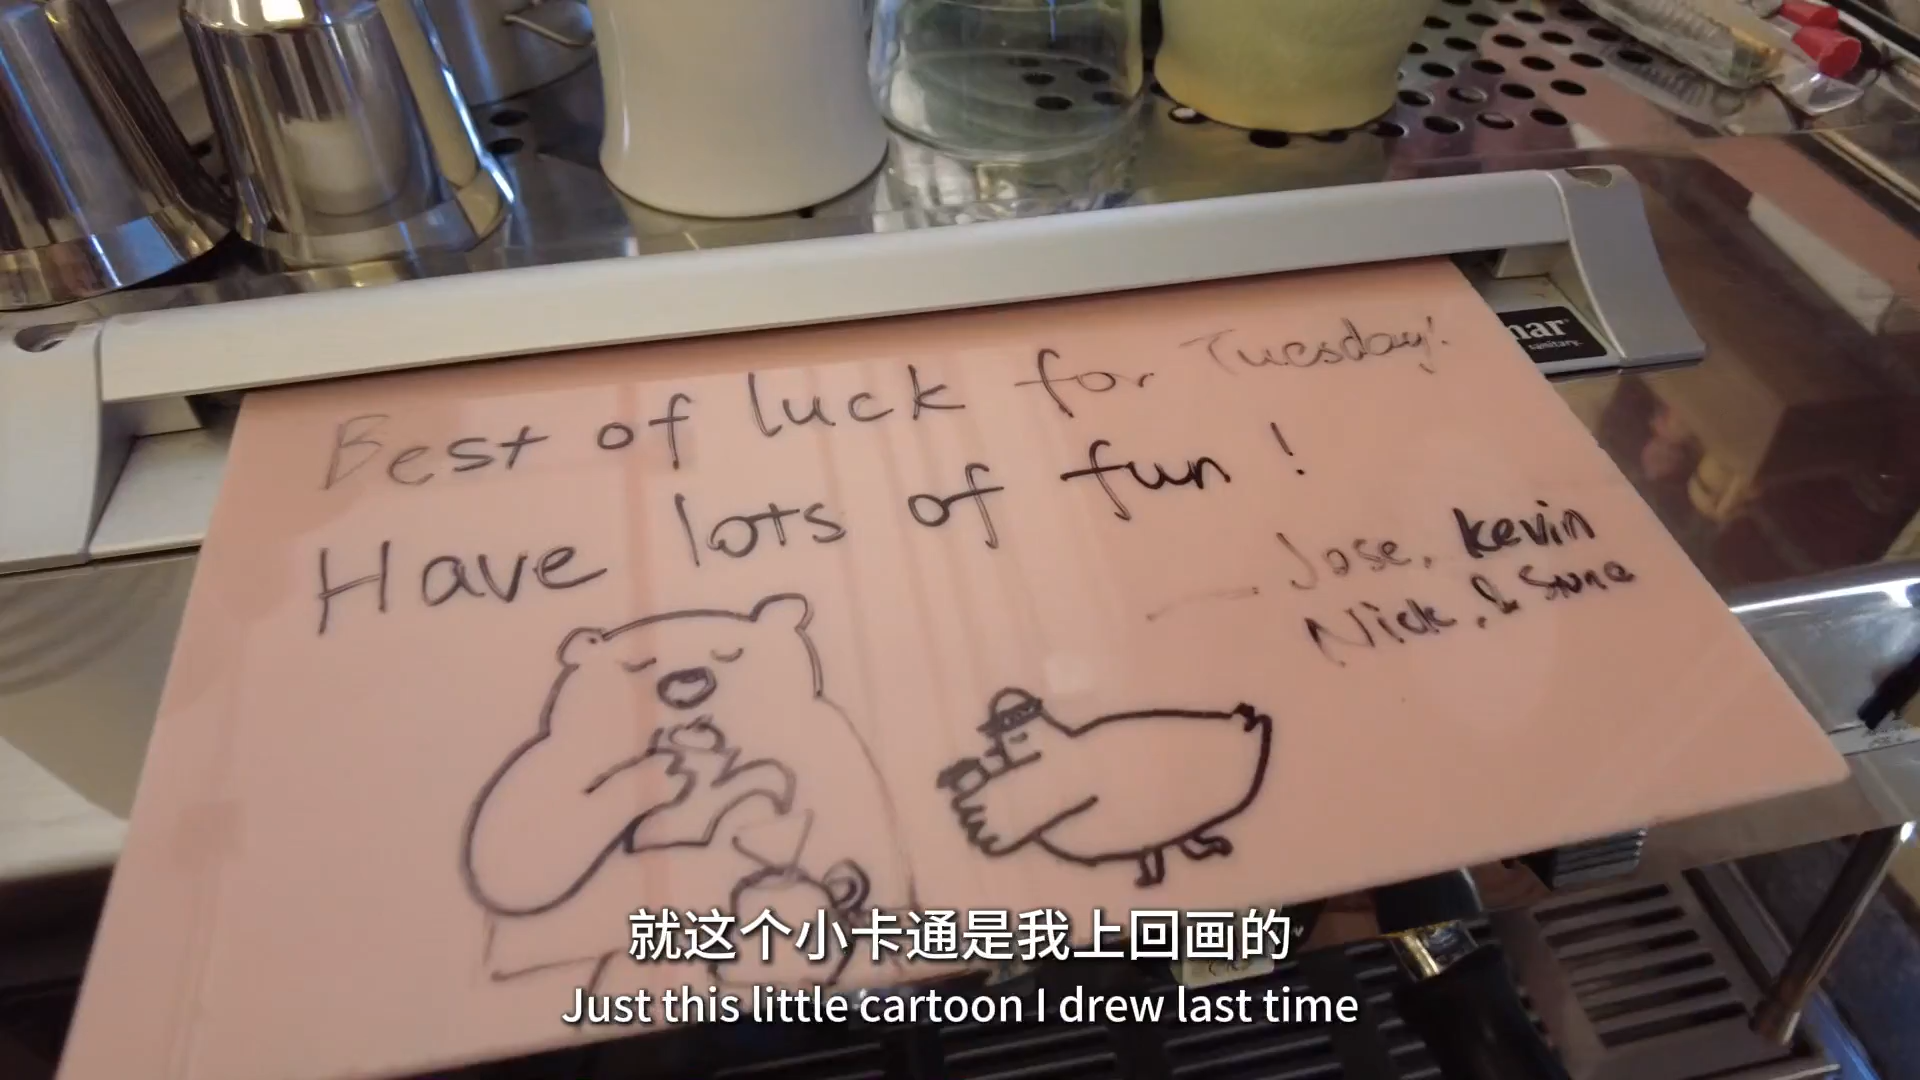 Best of luck for Tuesday!
Have lots of fun!
— Jose, Kevin
Nick, &
sanitary.
就这个小卡通是我上回画的
Just this little cartoon I drew last time